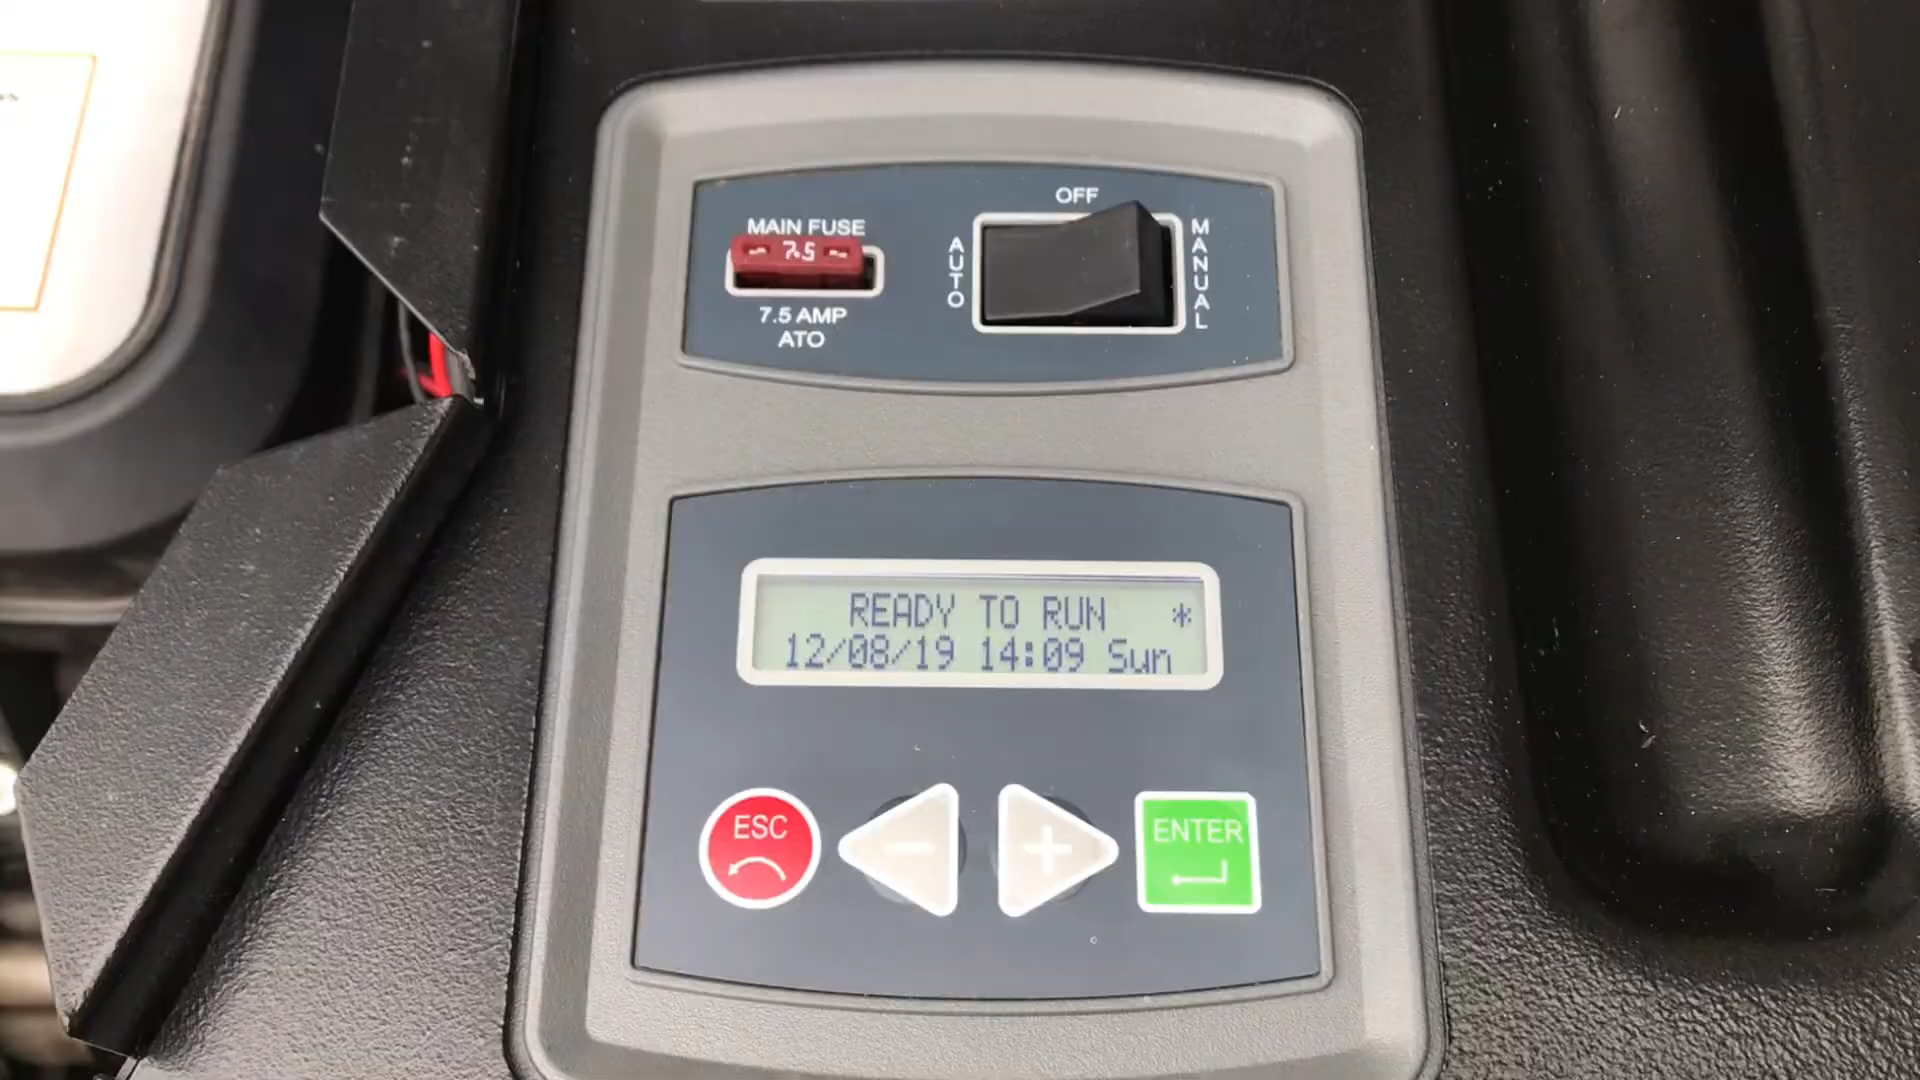 MAIN FUSE
7.5
7.5 AMP
ATO
OFF
AUTO
MANUAL
READY TO RUN *
12/08/19 14:09 Sun
ESC
-
+
ENTER